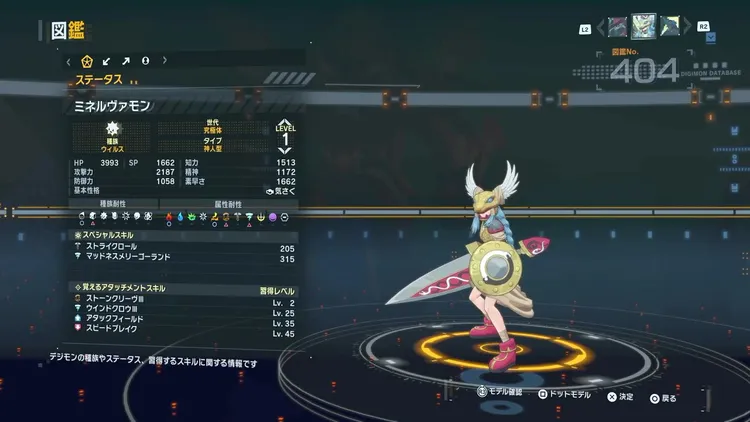 図鑑
L2
R2
図鑑No.
404
DIGIMON DATABASE
ステータス
ミネルヴァモン
種族
ウイルス
世代
究極体
タイプ
神人型
LEVEL
1
HP 3993 SP 1662 知力 1513
攻撃力 2187 精神 1172
防御力 1058 素早さ 1662
基本性格 気さく
種族耐性 属性耐性
スペシャルスキル
ストライクロール 205
マッドネスメリーゴーランド 315
覚えるアタッチメントスキル 習得レベル
ストーンクリーヴⅢ Lv. 2
ウインドクロウⅢ Lv. 25
アタックフィールド Lv. 35
スピードブレイク Lv. 45
デジモンの種族やステータス、習得するスキルに関する情報です
モデル確認 ドットモデル 決定 戻る